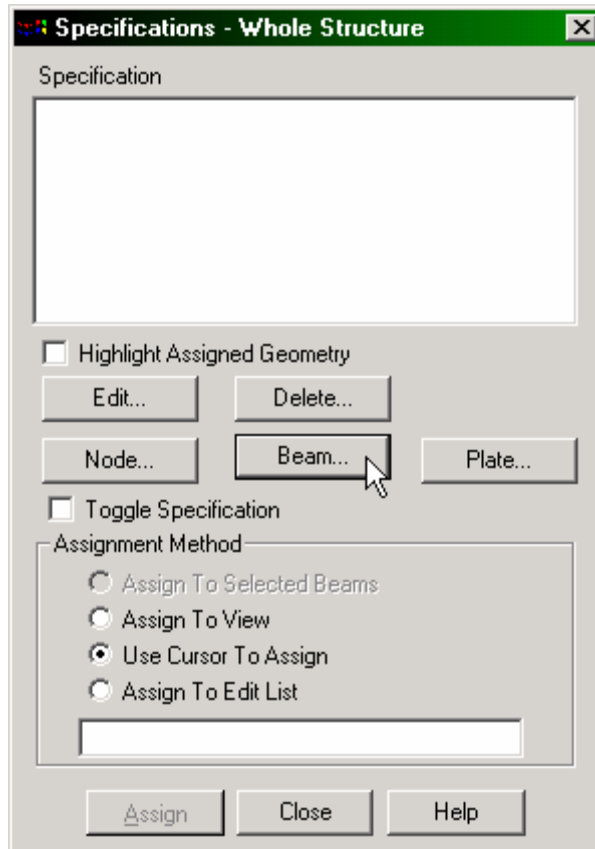 Specifications - Whole Structure
Specification
Highlight Assigned Geometry
Edit... Delete...
Node... Beam... Plate...
Toggle Specification
Assignment Method
Assign To Selected Beams
Assign To View
Use Cursor To Assign
Assign To Edit List
Assign Close Help